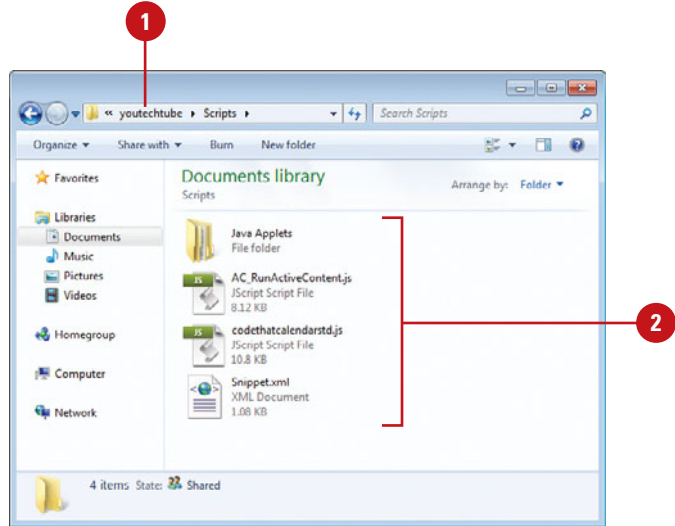 1
« youtechtube ▸ Scripts ▸ Search Scripts
Organize Share with Burn New folder
Favorites
Libraries
Documents
Music
Pictures
Videos
Homegroup
Computer
Network
Documents library
Scripts
Arrange by: Folder
Java Applets
File folder
JS
AC_RunActiveContent.js
JScript Script File
8.12 KB
JS
codethatcalendarstd.js
JScript Script File
10.8 KB
Snippet.xml
XML Document
1.08 KB
2
4 items State: Shared